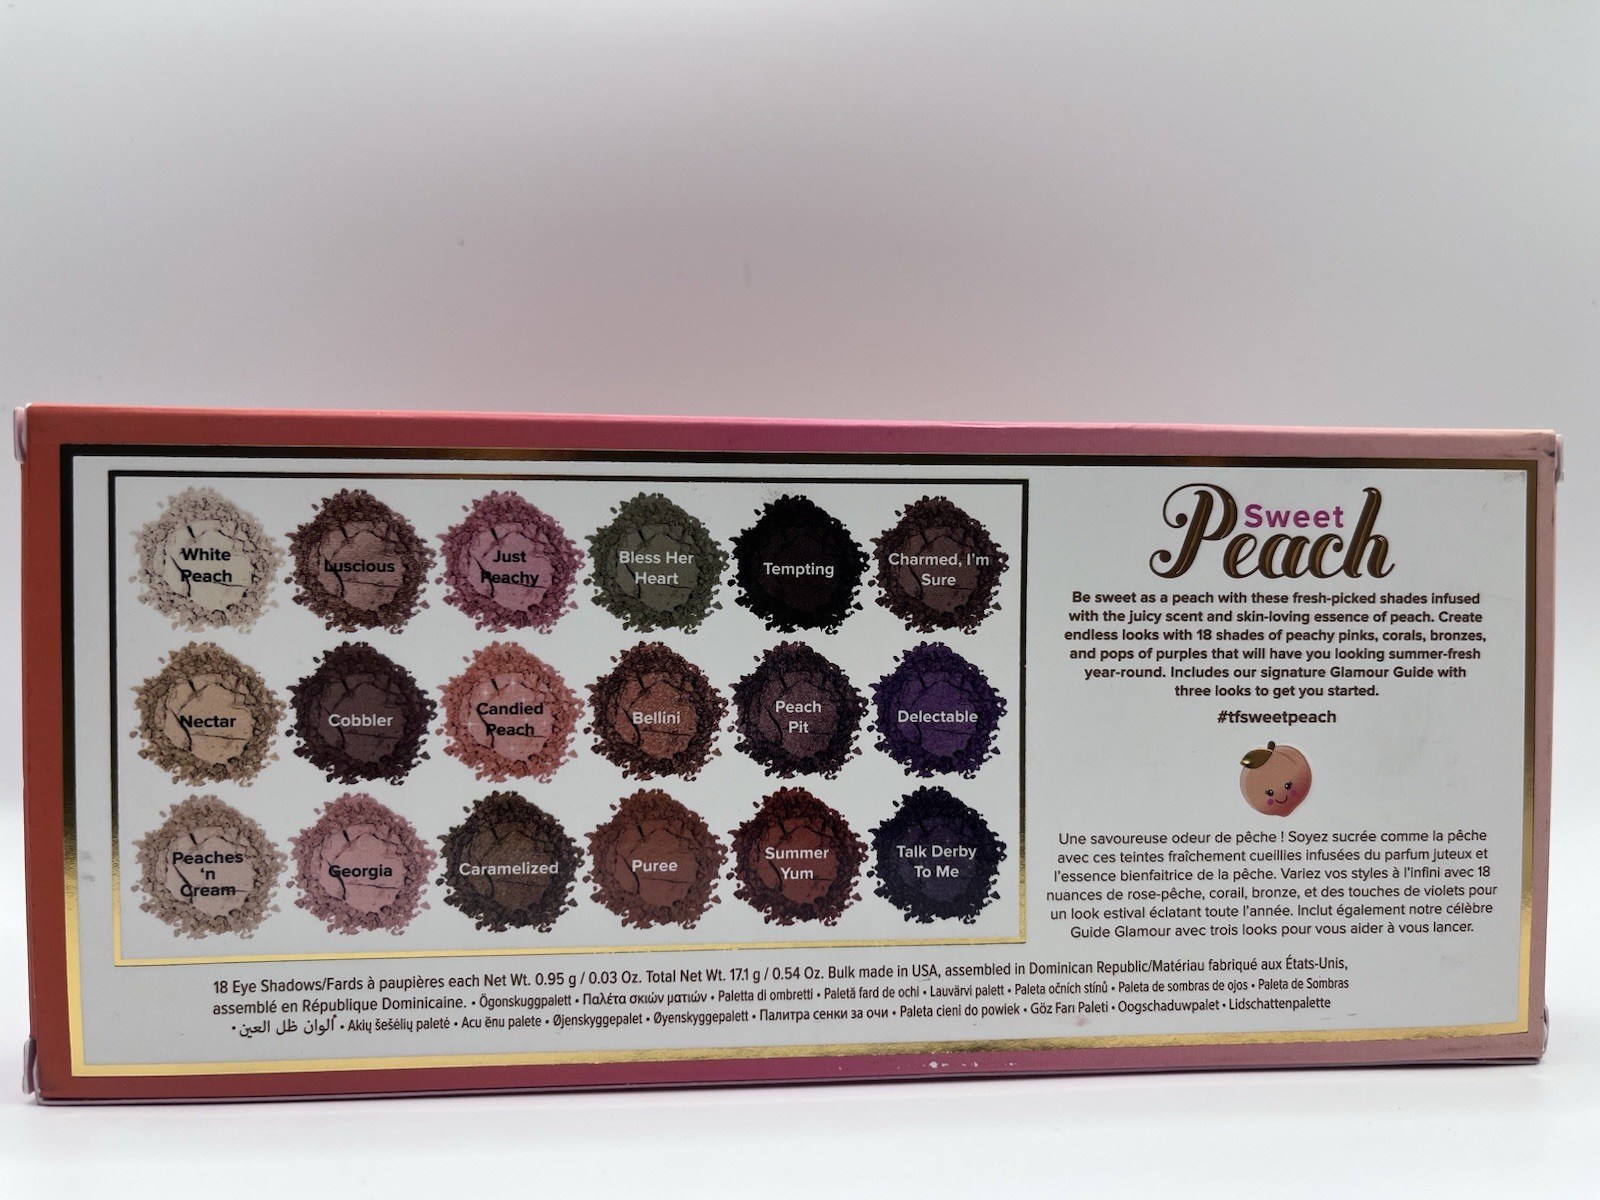 White
Peach
Luscious
Just
Peachy
Bless Her
Heart
Tempting
Charmed, I'm
Sure
Nectar
Cobbler
Candied
Peach
Bellini
Peach
Pit
Delectable
Peaches
'n
Cream
Georgia
Caramelized
Puree
Summer
Yum
Talk Derby
To Me
Sweet
Peach
Be sweet as a peach with these fresh-picked shades infused
with the juicy scent and skin-loving essence of peach. Create
endless looks with 18 shades of peachy pinks, corals, bronzes,
and pops of purples that will have you looking summer-fresh
year-round. Includes our signature Glamour Guide with
three looks to get you started.
#tfsweetpeach
Une savoureuse odeur de pêche ! Soyez sucrée comme la pêche
avec ces teintes fraîchement cueillies infusées du parfum juteux et
l'essence bienfaitrice de la pêche. Variez vos styles à l'infini avec 18
nuances de rose-pêche, corail, bronze, et des touches de violets pour
un look estival éclatant toute l'année. Inclut également notre célèbre
Guide Glamour avec trois looks pour vous aider à vous lancer.
18 Eye Shadows/Fards à paupières each Net Wt. 0.95 g / 0.03 Oz. Total Net Wt. 17.1 g / 0.54 Oz. Bulk made in USA, assembled in Dominican Republic/Matériau fabriqué aux États-Unis,
assemblé en République Dominicaine. • Ögonskuggpalett • Παλέτα σκιών ματιών • Paletta di ombretti • Paletă fard de ochi • Lauvärvi palett • Paleta očních stínů • Paleta de sombras de ojos • Paleta de Sombras
• ألوان ظل العين • Akių šešėlių paletė • Acu ēnu palete • Øjenskyggepalet • Øyenskyggepalett • Палитра сенки за очи • Paleta cieni do powiek • Göz Farı Paleti • Oogschaduwpalet • Lidschattenpalette